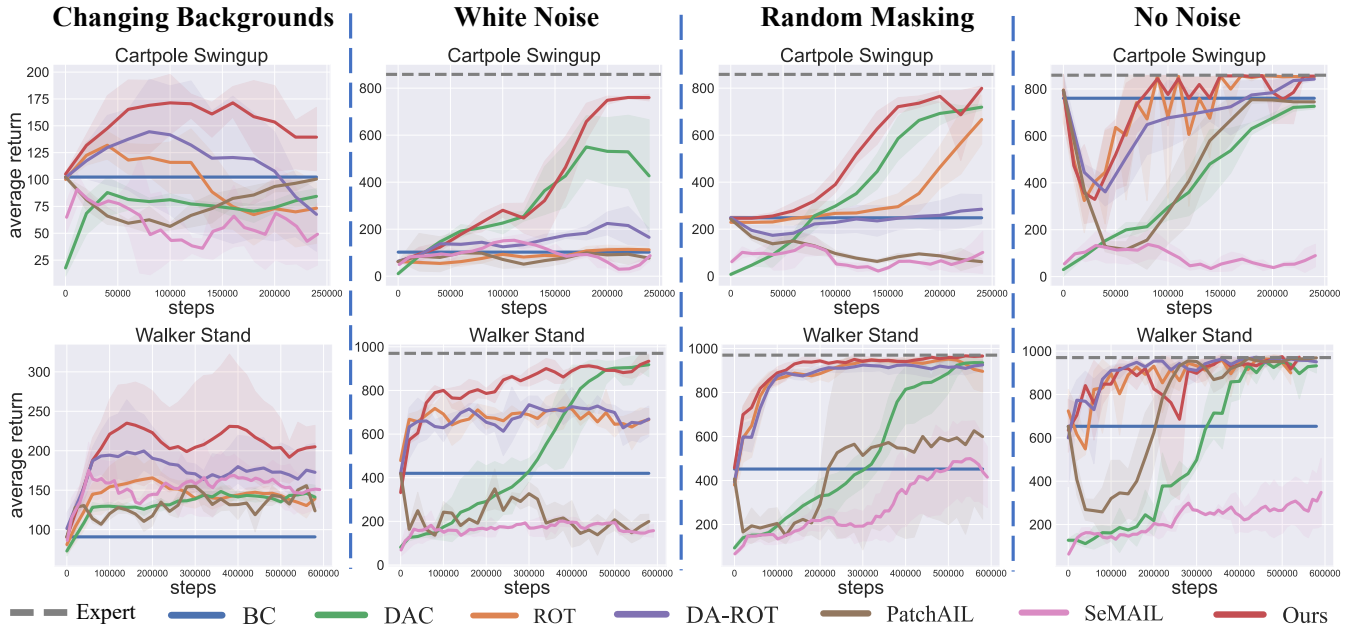 Changing Backgrounds
White Noise
Random Masking
No Noise
Cartpole Swingup
Cartpole Swingup
Cartpole Swingup
Cartpole Swingup
average return
200
175
150
125
100
75
50
25
0 50000 100000 150000 200000 250000
steps
800
600
400
200
0
0 50000 100000 150000 200000 250000
steps
800
600
400
200
0
0 50000 100000 150000 200000 250000
steps
800
600
400
200
0
0 50000 100000 150000 200000 250000
steps
Walker Stand
Walker Stand
Walker Stand
Walker Stand
average return
300
250
200
150
100
0 100000 200000 300000 400000 500000 600000
steps
1000
800
600
400
200
0
0 100000 200000 300000 400000 500000 600000
steps
1000
800
600
400
200
0 100000 200000 300000 400000 500000 600000
steps
1000
800
600
400
200
0
0 100000 200000 300000 400000 500000 600000
steps
Expert BC DAC ROT DA-ROT PatchAIL SeMAIL Ours